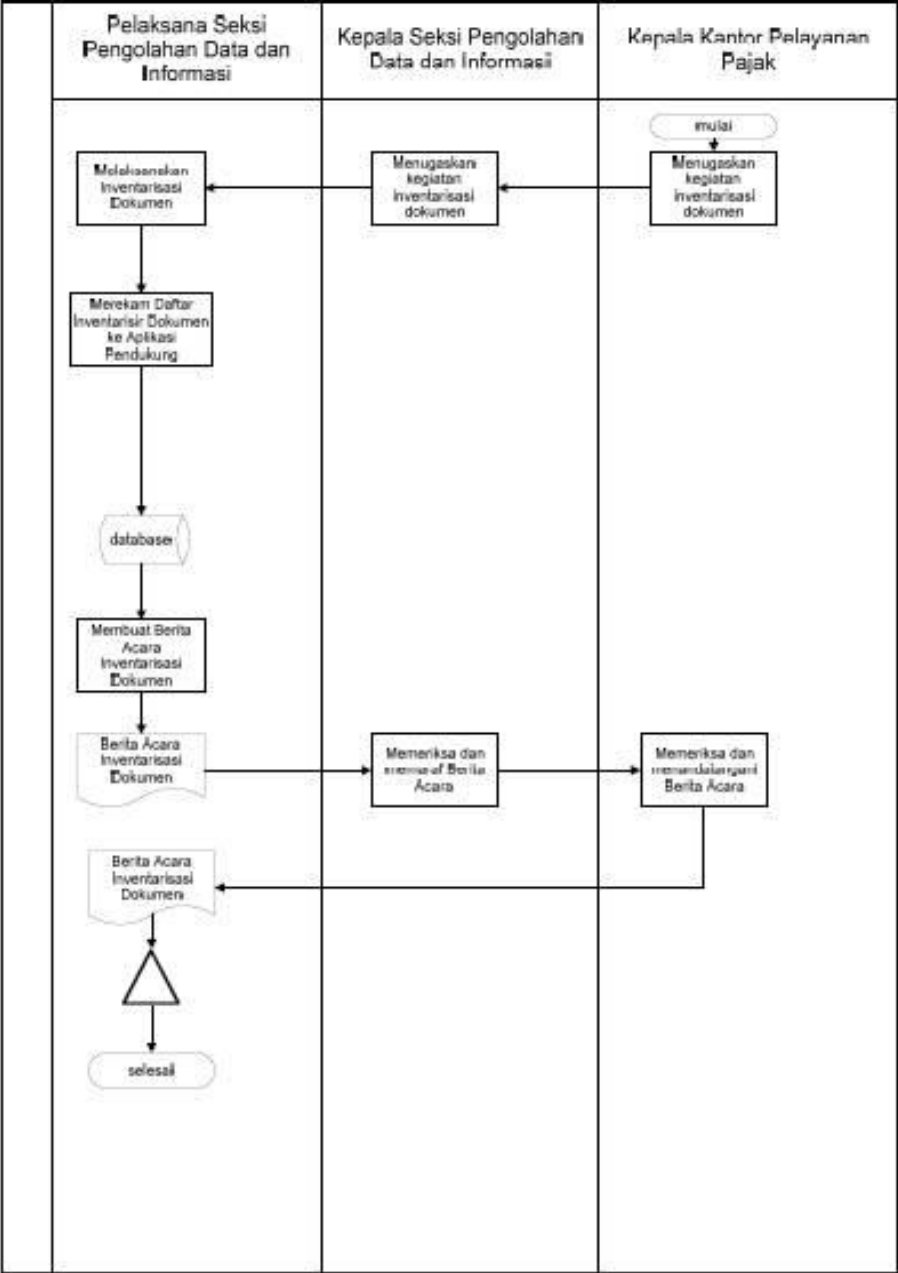 Pelaksana Seksi
Pengolahan Data dan
Informasi
Kepala Seksi Pengolahan
Data dan Informasi
Kepala Kantor Pelayanan
Pajak
mulai
Menugaskan
kegiatan
inventarisasi
dokumen
Menugaskan
kegiatan
inventarisasi
dokumen
Melaksanakan
Inventarisasi
Dokumen
Merekam Daftar
Inventarisir Dokumen
ke Aplikasi
Pendukung
database
Membuat Berita
Acara
Inventarisasi
Dokumen
Berita Acara
Inventarisasi
Dokumen
Memeriksa dan
memaraf Berita
Acara
Memeriksa dan
menandatangani
Berita Acara
Berita Acara
Inventarisasi
Dokumen
selesai